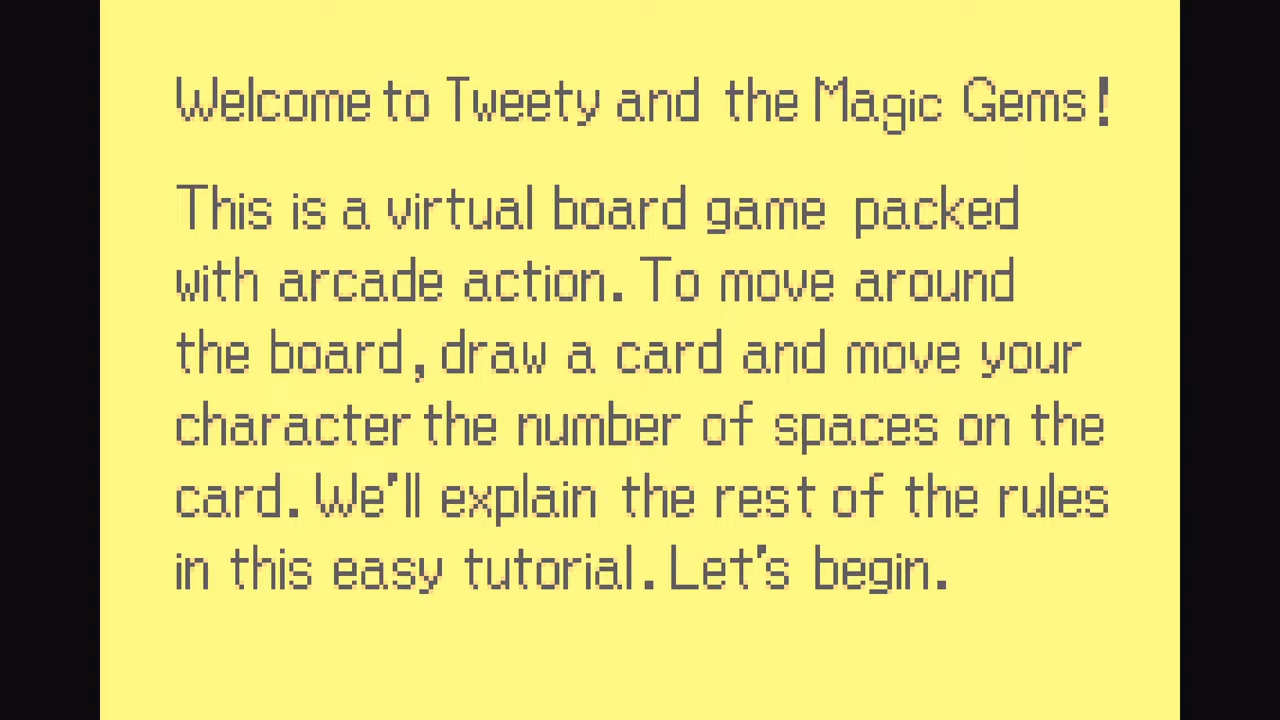 Welcome to Tweety and the Magic Gems!
This is a virtual board game packed
with arcade action. To move around
the board, draw a card and move your
character the number of spaces on the
card. We'll explain the rest of the rules
in this easy tutorial. Let's begin.